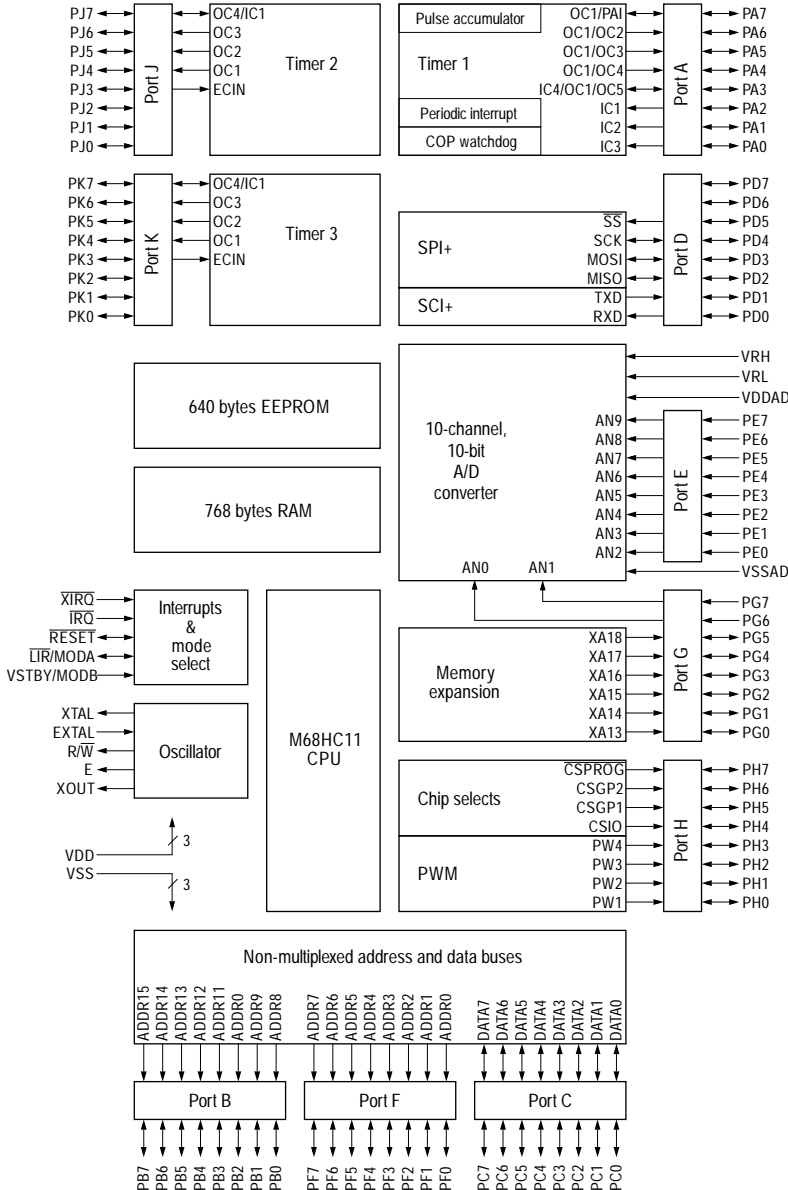 PJ7
PJ6
PJ5
PJ4
PJ3
PJ2
PJ1
PJ0
Port J
OC4/IC1
OC3
OC2
OC1
ECIN
Timer 2
Pulse accumulator
Timer 1
Periodic interrupt
COP watchdog
OC1/PAI
OC1/OC2
OC1/OC3
OC1/OC4
IC4/OC1/OC5
IC1
IC2
IC3
Port A
PA7
PA6
PA5
PA4
PA3
PA2
PA1
PA0
PK7
PK6
PK5
PK4
PK3
PK2
PK1
PK0
Port K
OC4/IC1
OC3
OC2
OC1
ECIN
Timer 3
SPI+
SCI+
SS
SCK
MOSI
MISO
TXD
RXD
Port D
PD7
PD6
PD5
PD4
PD3
PD2
PD1
PD0
640 bytes EEPROM
768 bytes RAM
10-channel,
10-bit
A/D
converter
AN9
AN8
AN7
AN6
AN5
AN4
AN3
AN2
AN0
AN1
Port E
VRH
VRL
VDDAD
PE7
PE6
PE5
PE4
PE3
PE2
PE1
PE0
VSSAD
XIRQ
IRQ
RESET
LIR/MODA
VSTBY/MODB
Interrupts
&
mode
select
XTAL
EXTAL
R/W
E
XOUT
Oscillator
VDD
3
VSS
3
M68HC11
CPU
Memory
expansion
XA18
XA17
XA16
XA15
XA14
XA13
Port G
PG7
PG6
PG5
PG4
PG3
PG2
PG1
PG0
Chip selects
PWM
CSPROG
CSGP2
CSGP1
CSIO
PW4
PW3
PW2
PW1
Port H
PH7
PH6
PH5
PH4
PH3
PH2
PH1
PH0
Non-multiplexed address and data buses
ADDR15
ADDR14
ADDR13
ADDR12
ADDR11
ADDR0
ADDR9
ADDR8
ADDR7
ADDR6
ADDR5
ADDR4
ADDR3
ADDR2
ADDR1
ADDR0
DATA7
DATA6
DATA5
DATA4
DATA3
DATA2
DATA1
DATA0
Port B
Port F
Port C
PB7
PB6
PB5
PB4
PB3
PB2
PB1
PB0
PF7
PF6
PF5
PF4
PF3
PF2
PF1
PF0
PC7
PC6
PC5
PC4
PC3
PC2
PC1
PC0